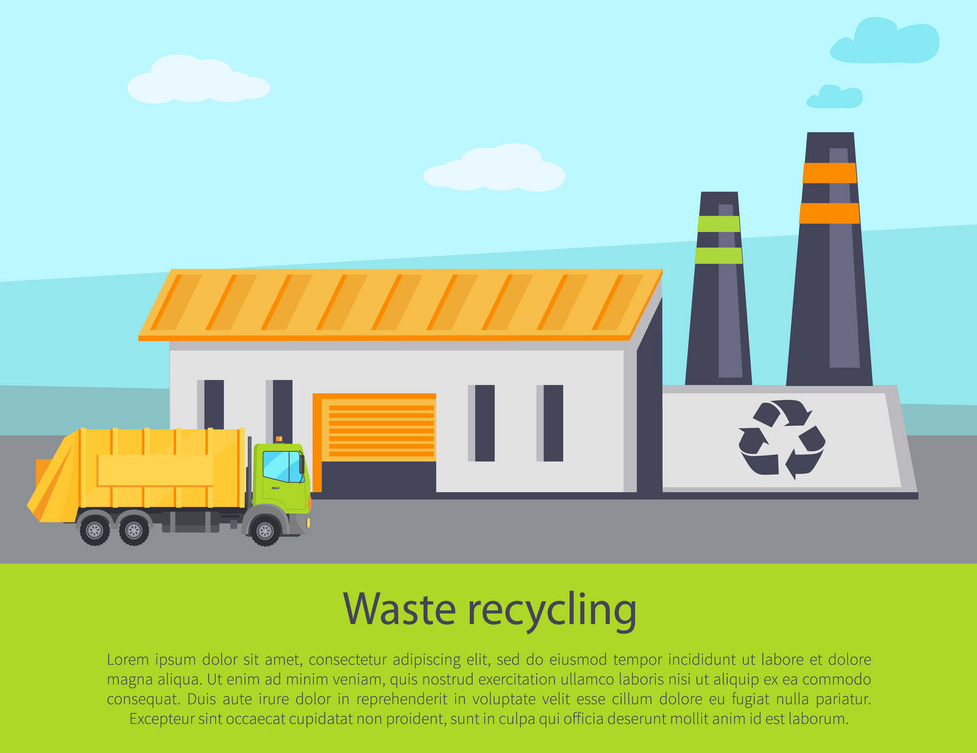 Waste recycling
Lorem ipsum dolor sit amet, consectetur adipiscing elit, sed do eiusmod tempor incididunt ut labore et dolore
magna aliqua. Ut enim ad minim veniam, quis nostrud exercitation ullamco laboris nisi ut aliquip ex ea commodo
consequat. Duis aute irure dolor in reprehenderit in voluptate velit esse cillum dolore eu fugiat nulla pariatur.
Excepteur sint occaecat cupidatat non proident, sunt in culpa qui officia deserunt mollit anim id est laborum.